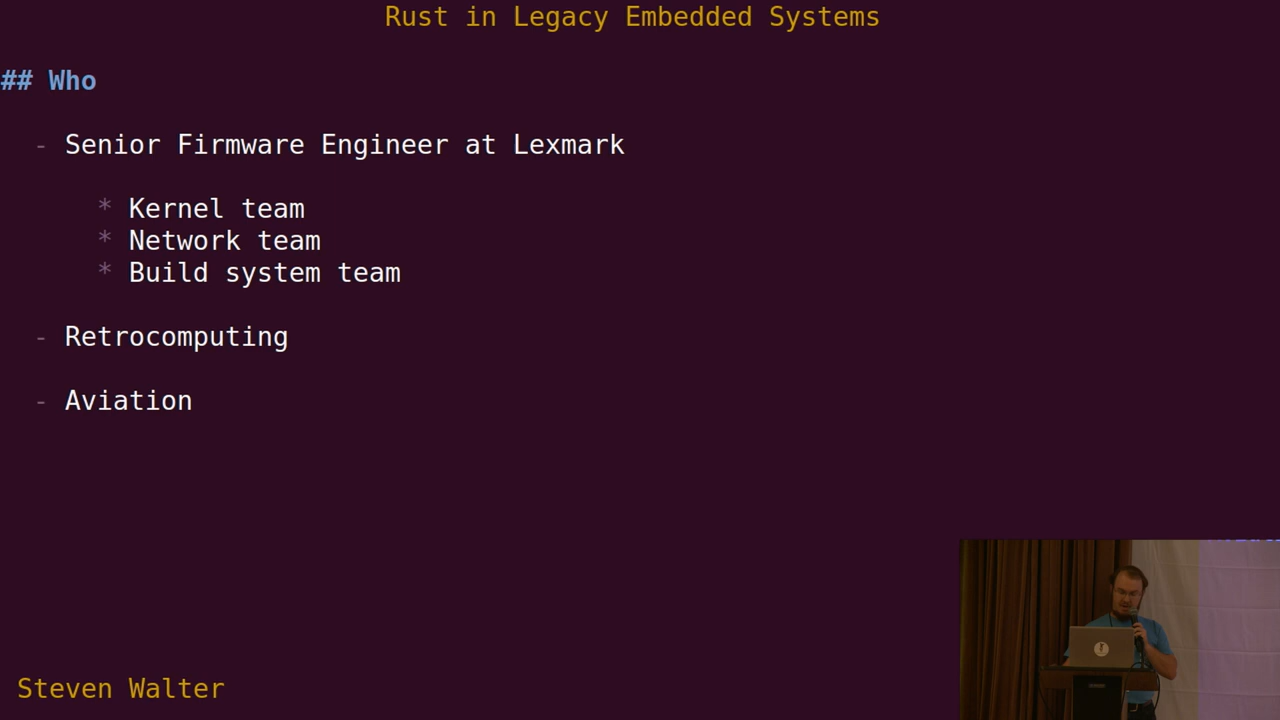 Rust in Legacy Embedded Systems
## Who
- Senior Firmware Engineer at Lexmark
* Kernel team
* Network team
* Build system team
- Retrocomputing
- Aviation
Steven Walter